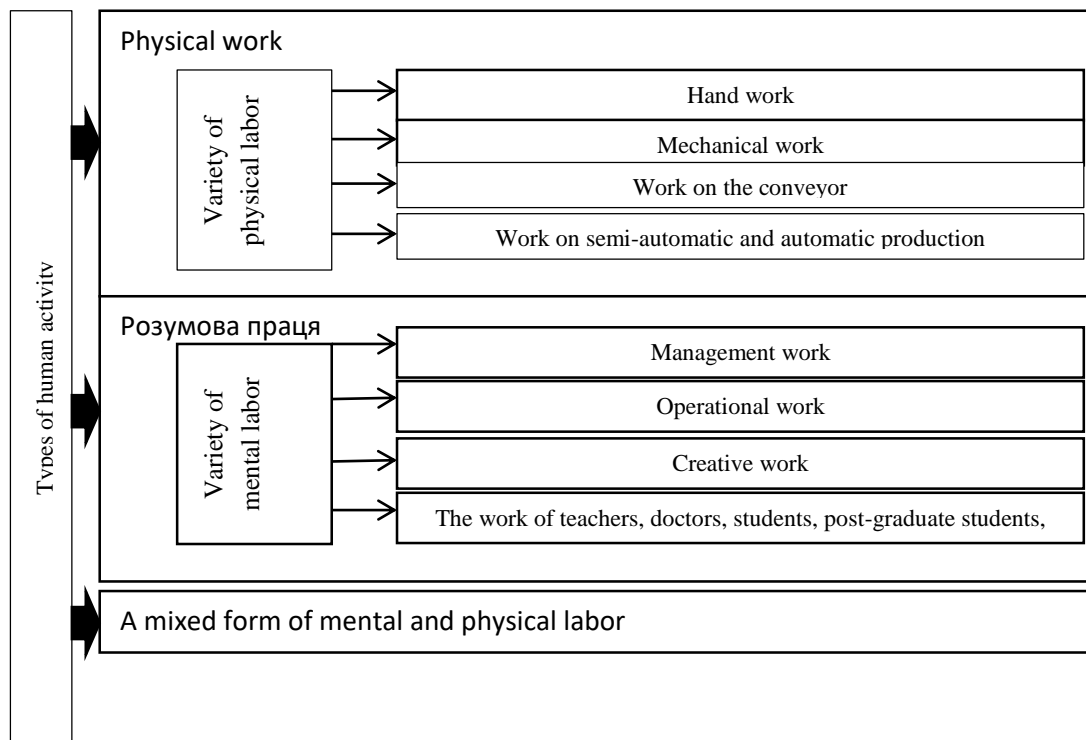 Types of human activity
Physical work
Variety of
physical labor
Hand work
Mechanical work
Work on the conveyor
Work on semi-automatic and automatic production
Розумова праця
Variety of
mental labor
Management work
Operational work
Creative work
The work of teachers, doctors, students, post-graduate students,
A mixed form of mental and physical labor